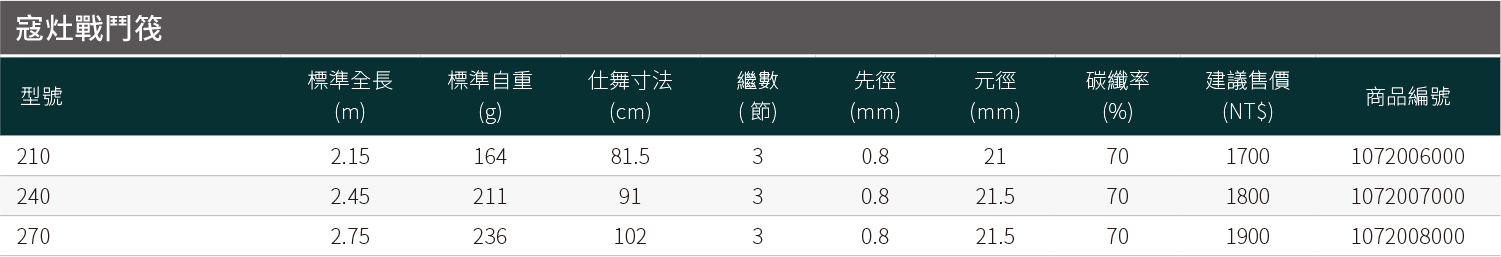 寇灶戰鬥筏
型號 標準全長 (m) 標準自重 (g) 仕舞寸法 (cm) 繼數 ( 節) 先徑 (mm) 元徑 (mm) 碳纖率 (%) 建議售價 (NT$) 商品編號
210 2.15 164 81.5 3 0.8 21 70 1700 1072006000
240 2.45 211 91 3 0.8 21.5 70 1800 1072007000
270 2.75 236 102 3 0.8 21.5 70 1900 1072008000